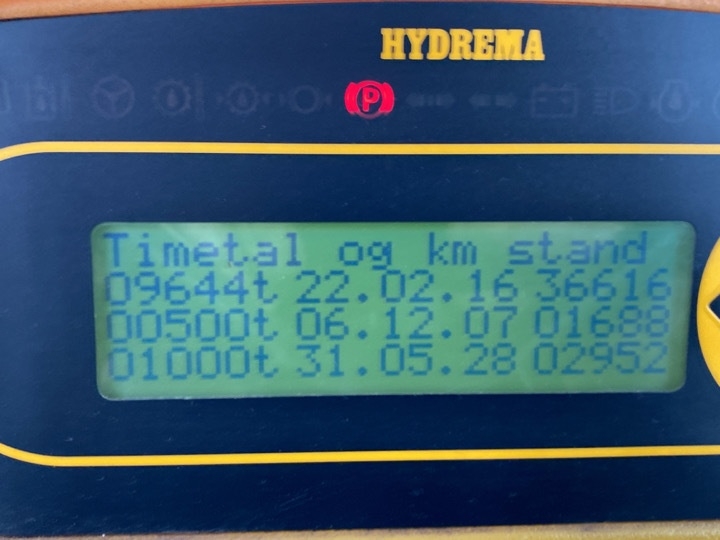 HYDREMA
P
Timetal og km stand
09644t 22.02.16 36616
00500t 06.12.07 01688
01000t 31.05.28 02952